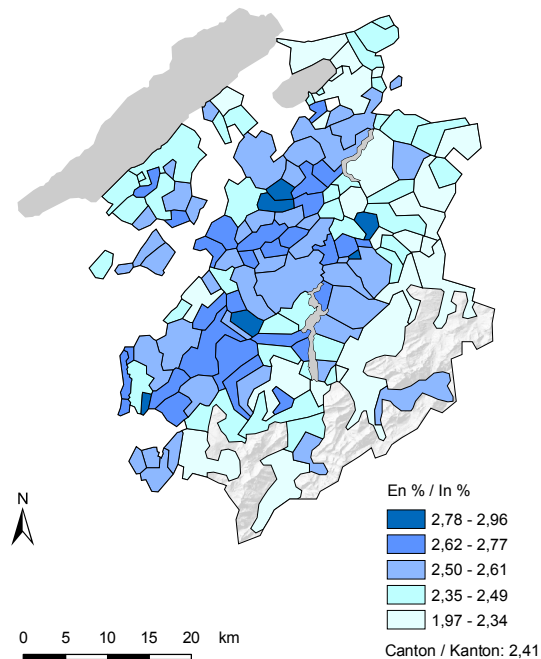 N
En % / In %
2,78 - 2,96
2,62 - 2,77
2,50 - 2,61
2,35 - 2,49
1,97 - 2,34
0 5 10 15 20 km
Canton / Kanton: 2,41